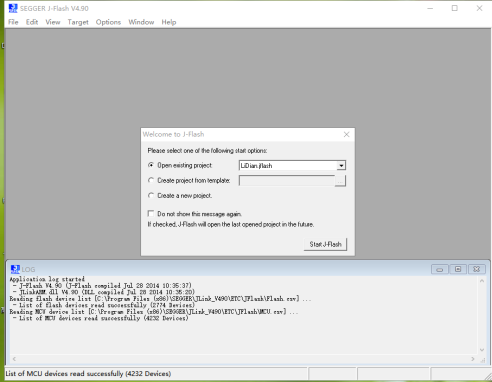 SEGGER J-Flash V4.90
File Edit View Target Options Window Help
Welcome to J-Flash
Please select one of the following start options:
Open existing project: LiDian.jflash
Create project from template: ...
Create a new project.
Do not show this message again.
If checked, J-Flash will open the last opened project in the future.
Start J-Flash
LOG
Application log started
- J-Flash V4.90 (J-Flash compiled Jul 28 2014 10:35:37)
- JLinkARM.dll V4.90 (DLL compiled Jul 28 2014 10:35:20)
Reading flash device list [C:\Program Files (x86)\SEGGER\JLink_V490\ETC\JFlash\Flash.csv] ...
- List of flash devices read successfully (2774 Devices)
Reading MCU device list [C:\Program Files (x86)\SEGGER\JLink_V490\ETC\JFlash\MCU.csv] ...
- List of MCU devices read successfully (4232 Devices)
List of MCU devices read successfully (4232 Devices)